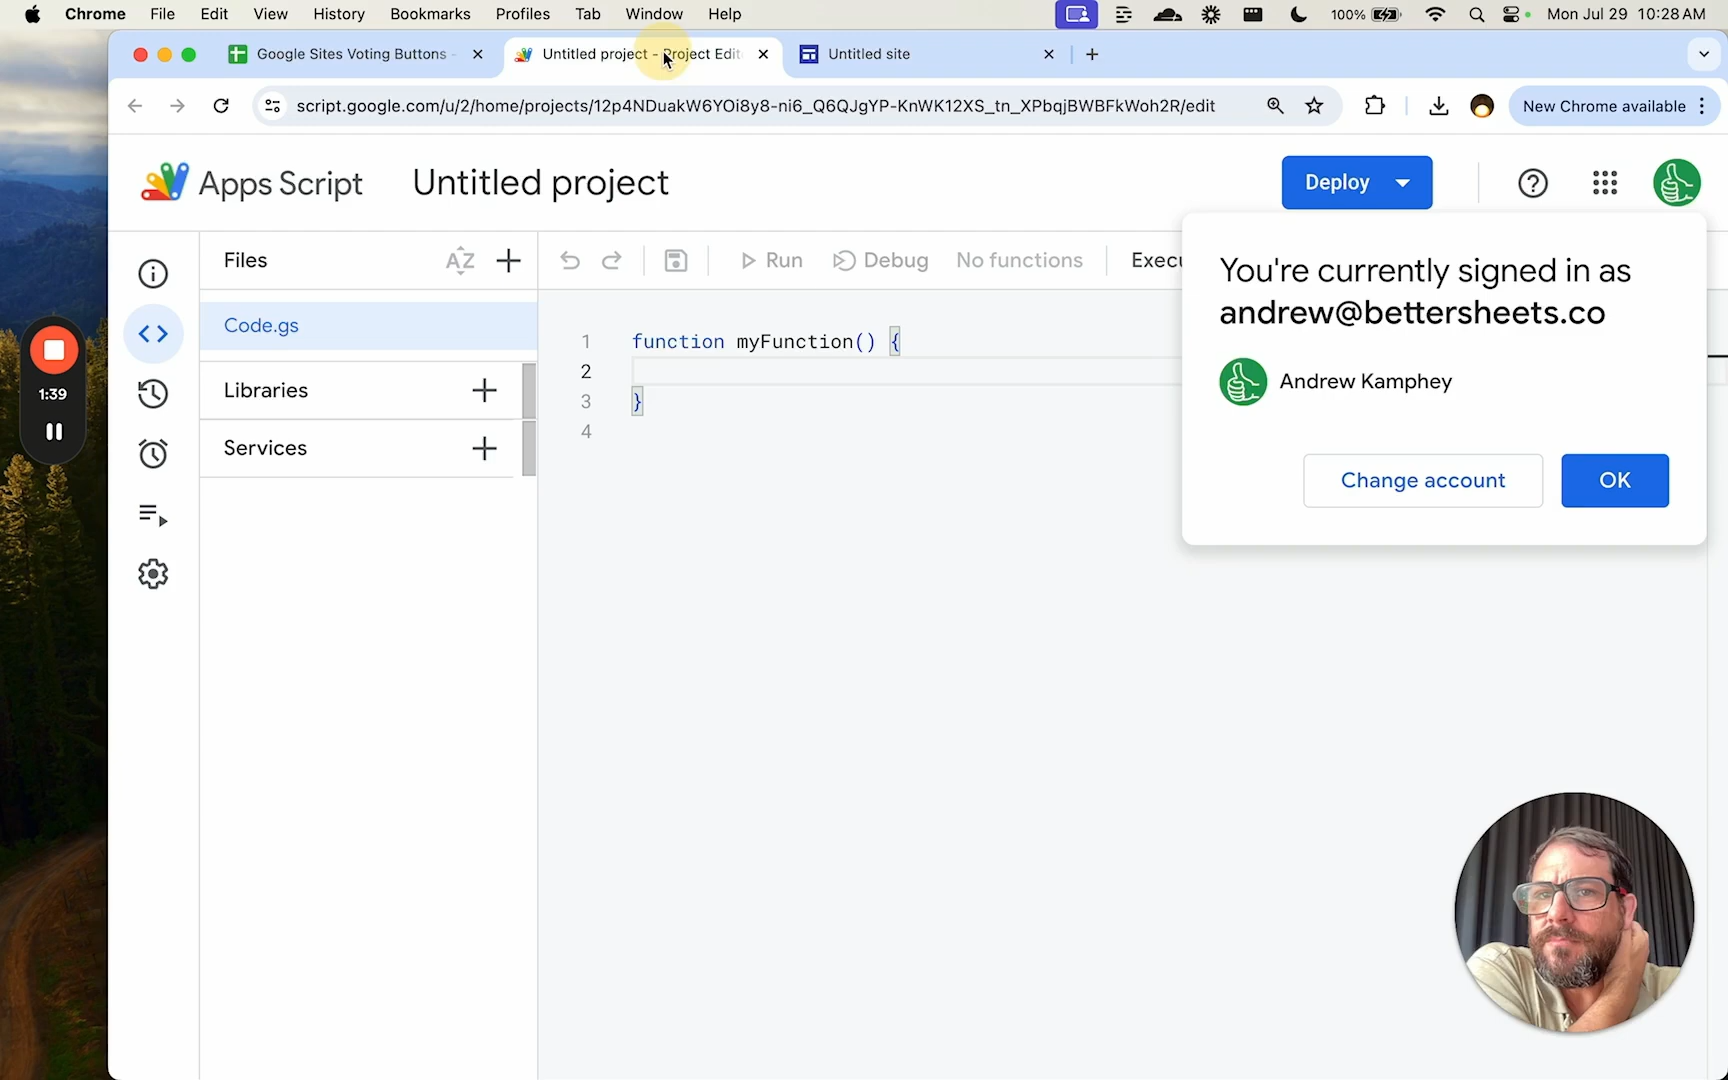 Chrome File Edit View History Bookmarks Profiles Tab Window Help 100% Mon Jul 29 10:28 AM
Google Sites Voting Buttons - Untitled project - Project Edit Untitled site
script.google.com/u/2/home/projects/12p4NDuakW6YOi8y8-ni6_Q6QJgYP-KnWK12XS_tn_XPbqjBWBFkWoh2R/edit New Chrome available
Apps Script Untitled project Deploy
Files AZ Run Debug No functions Execu
You're currently signed in as
andrew@bettersheets.co
Andrew Kamphey
Change account OK
Code.gs
Libraries
Services
1 function myFunction() {
2
3 }
4
1:39